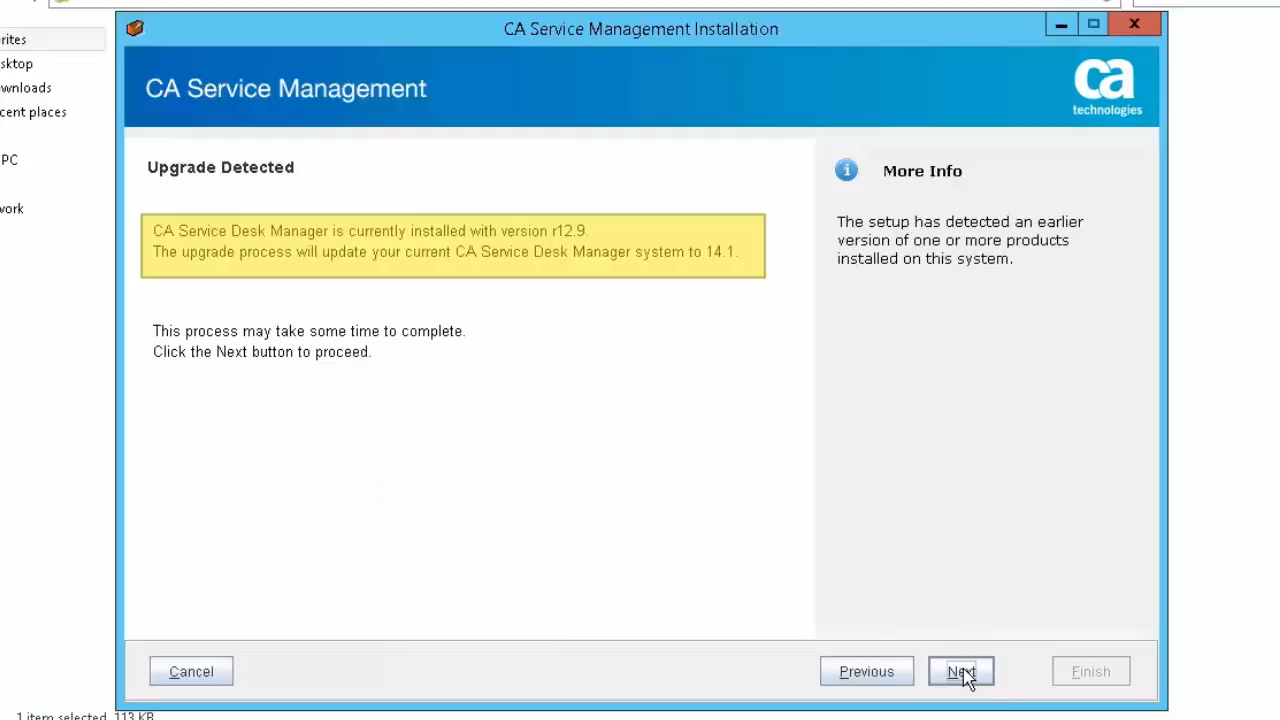 CA Service Management Installation
rites
sktop
wnloads
cent places
PC
work
CA Service Management
ca
technologies
Upgrade Detected
CA Service Desk Manager is currently installed with version r12.9.
The upgrade process will update your current CA Service Desk Manager system to 14.1.
This process may take some time to complete.
Click the Next button to proceed.
More Info
The setup has detected an earlier
version of one or more products
installed on this system.
Cancel
Previous
Next
Finish
1 item selected 113 KB